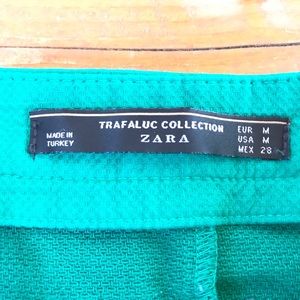 TRAFALUC COLLECTION
ZARA
MADE IN
TURKEY
EUR M
USA M
MEX 28